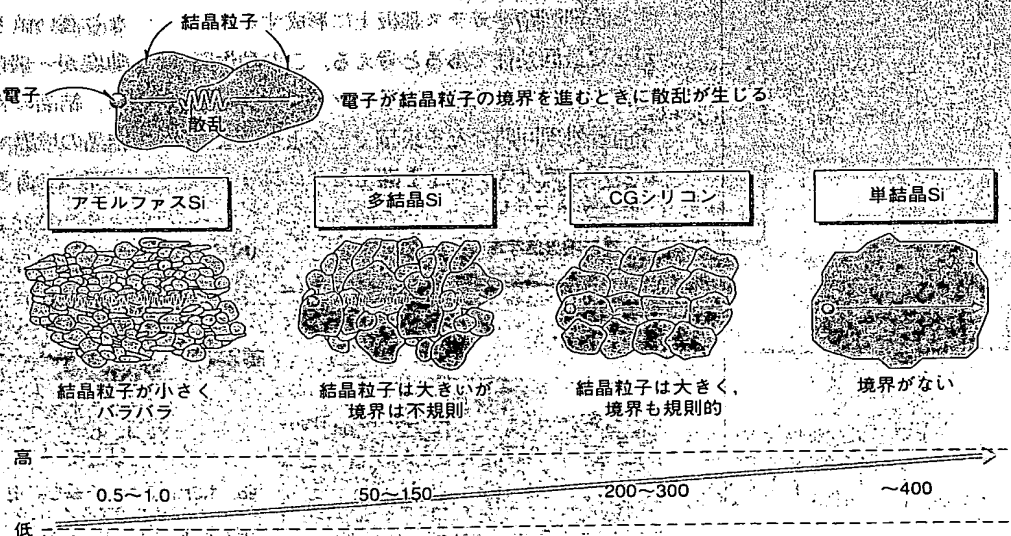 結晶粒子
電子
散乱
電子が結晶粒子の境界を進むときに散乱が生じる
アモルファスSi
多結晶Si
CGシリコン
単結晶Si
結晶粒子が小さく
バラバラ
結晶粒子は大きいが
境界は不規則
結晶粒子は大きく,
境界も規則的
境界がない
高
0.5〜1.0
50〜150
200〜300
〜400
低